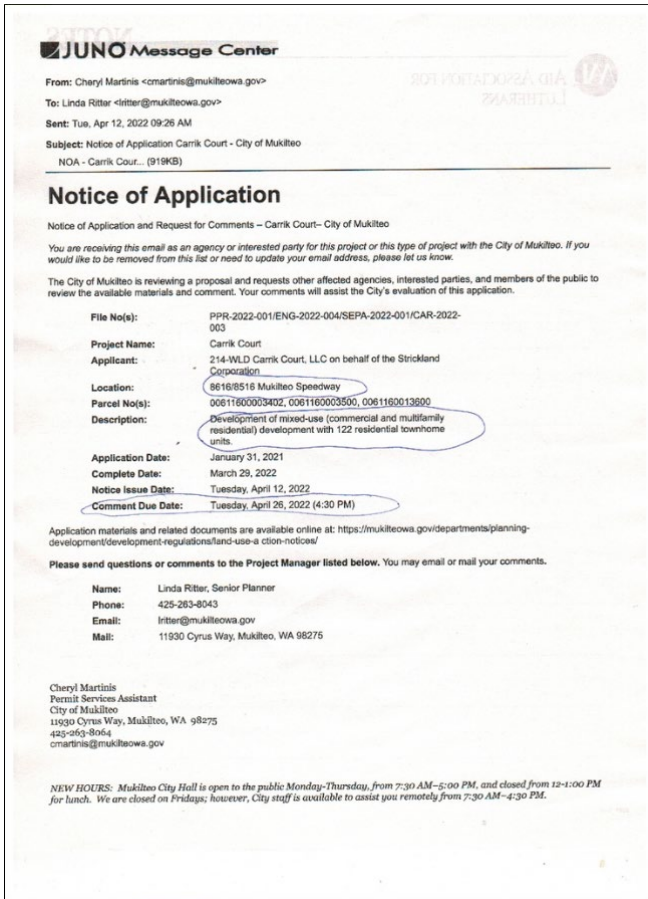 JUNO Message Center
From: Cheryl Martinis <cmartinis@mukilteowa.gov>
To: Linda Ritter <lritter@mukilteowa.gov>
Sent: Tue, Apr 12, 2022 09:26 AM
Subject: Notice of Application Carrik Court - City of Mukilteo
NOA - Carrik Cour... (919KB)
Notice of Application
Notice of Application and Request for Comments – Carrik Court– City of Mukilteo
You are receiving this email as an agency or interested party for this project or this type of project with the City of Mukilteo. If you
would like to be removed from this list or need to update your email address, please let us know.
The City of Mukilteo is reviewing a proposal and requests other affected agencies, interested parties, and members of the public to
review the available materials and comment. Your comments will assist the City's evaluation of this application.
File No(s): PPR-2022-001/ENG-2022-004/SEPA-2022-001/CAR-2022-
003
Project Name: Carrik Court
Applicant: 214-WLD Carrik Court, LLC on behalf of the Strickland
Corporation
Location: 8616/8516 Mukilteo Speedway
Parcel No(s): 00611600003402, 00611600003500, 00611600013600
Description: Development of mixed-use (commercial and multifamily
residential) development with 122 residential townhome
units.
Application Date: January 31, 2021
Complete Date: March 29, 2022
Notice Issue Date: Tuesday, April 12, 2022
Comment Due Date: Tuesday, April 26, 2022 (4:30 PM)
Application materials and related documents are available online at: https://mukilteowa.gov/departments/planning-
development/development-regulations/land-use-a ction-notices/
Please send questions or comments to the Project Manager listed below. You may email or mail your comments.
Name: Linda Ritter, Senior Planner
Phone: 425-263-8043
Email: lritter@mukilteowa.gov
Mail: 11930 Cyrus Way, Mukilteo, WA 98275
Cheryl Martinis
Permit Services Assistant
City of Mukilteo
11930 Cyrus Way, Mukilteo, WA 98275
425-263-8064
cmartinis@mukilteowa.gov
NEW HOURS: Mukilteo City Hall is open to the public Monday-Thursday, from 7:30 AM–5:00 PM, and closed from 12-1:00 PM
for lunch. We are closed on Fridays; however, City staff is available to assist you remotely from 7:30 AM–4:30 PM.
NOTES
AID ASSOCIATION FOR
LUTHERANS